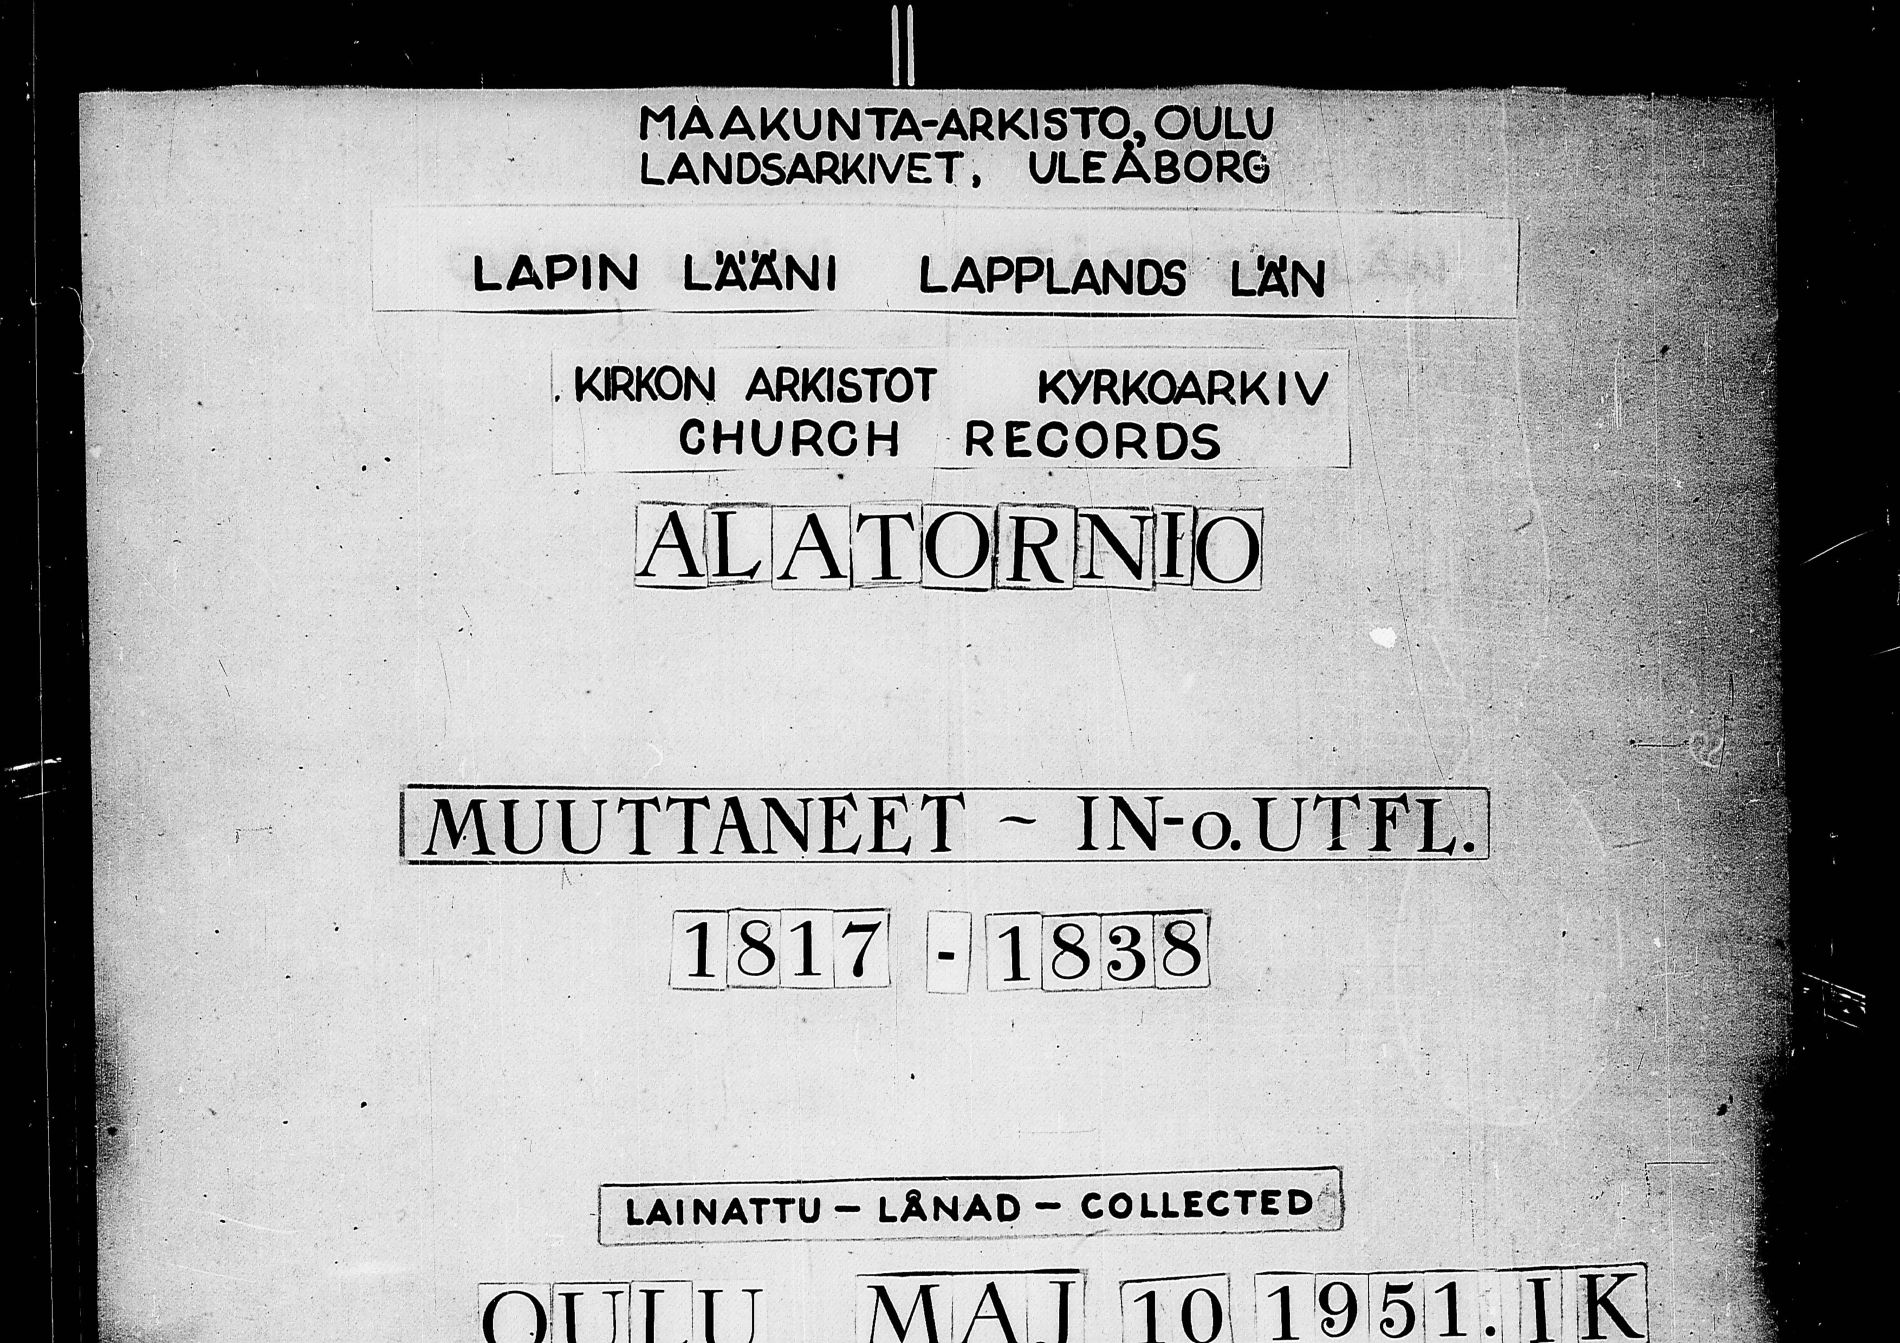 MAAKUNTA-ARKISTO, OULU
LANDSARKIVET, ULEÅBORG
LAPIN LÄÄNI LAPPLANDS LÄN
KIRKON ARKISTOT KYRKOARKIV
CHURCH RECORDS
ALATORNIO
MUUTTANEET ~ IN-o.UTFL.
1817 - 1838
LAINATTU – LÅNAD – COLLECTED
OULU MAJ 10 1951. IK